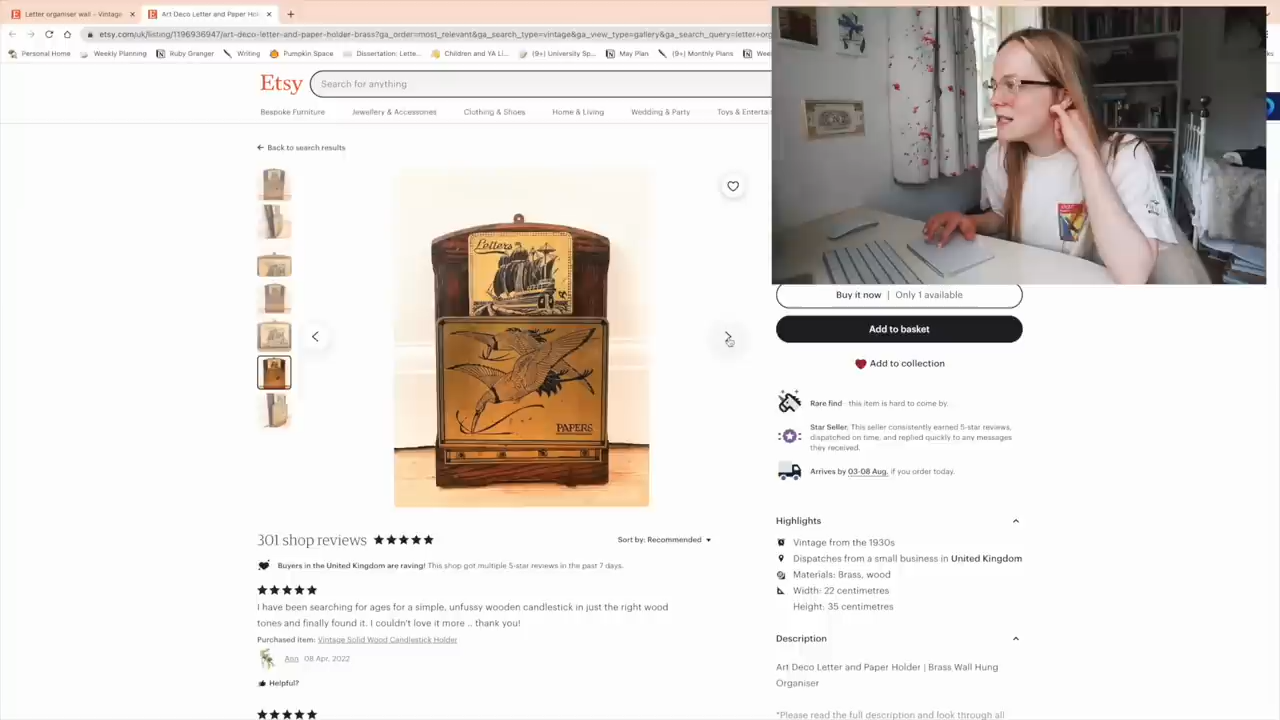 Letter organiser wall - Vintage
Art Deco Letter and Paper Hol
etsy.com/uk/listing/1196936947/art-deco-letter-and-paper-holder-brass?ga_order=most_relevant&ga_search_type=vintage&ga_view_type=gallery&ga_search_query=letter+org
Personal Home
Weekly Planning
Ruby Granger
Writing
Pumpkin Space
Dissertation: Lette...
Children and YA Li...
(9+) University Sp...
May Plan
(9+) Monthly Plans
Etsy
Search for anything
Bespoke Furniture
Jewellery & Accessories
Clothing & Shoes
Home & Living
Wedding & Party
Back to search results
Letters
PAPERS
Buy it now | Only 1 available
Add to basket
Add to collection
Rare find - this item is hard to come by.
Star Seller. This seller consistently earned 5-star reviews,
dispatched on time, and replied quickly to any messages
they received.
Arrives by 03-08 Aug. if you order today.
Highlights
Vintage from the 1930s
Dispatches from a small business in United Kingdom
Materials: Brass, wood
Width: 22 centimetres
Height: 35 centimetres
Description
Art Deco Letter and Paper Holder | Brass Wall Hung
Organiser
*Please read the full description and look through all
301 shop reviews
Sort by: Recommended
Buyers in the United Kingdom are raving! This shop got multiple 5-star reviews in the past 7 days.
I have been searching for ages for a simple, unfussy wooden candlestick in just the right wood
tones and finally found it. I couldn't love it more .. thank you!
Purchased item: Vintage Solid Wood Candlestick Holder
Ann 08 Apr, 2022
Helpful?